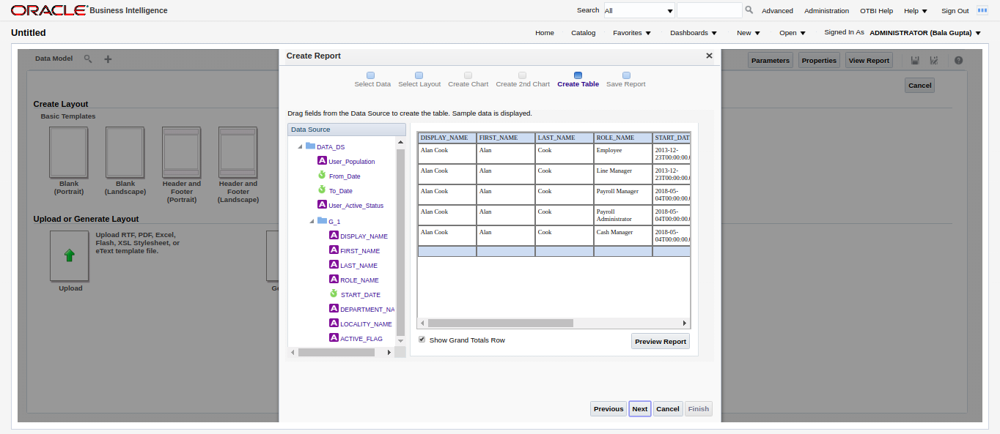 ORACLE Business Intelligence
Search All Advanced Administration OTBI Help Help Sign Out
Untitled
Home Catalog Favorites Dashboards New Open Signed In As ADMINISTRATOR (Bala Gupta)
Data Model
Parameters Properties View Report
Cancel
Create Layout
Basic Templates
Blank
(Portrait)
Blank
(Landscape)
Header and
Footer
(Portrait)
Header and
Footer
(Landscape)
Upload or Generate Layout
Upload RTF, PDF, Excel,
Flash, XSL Stylesheet, or
eText template file.
Upload
Create Report
Select Data Select Layout Create Chart Create 2nd Chart Create Table Save Report
Drag fields from the Data Source to create the table. Sample data is displayed.
Data Source
DATA_DS
User_Population
From_Date
To_Date
User_Active_Status
G_1
DISPLAY_NAME
FIRST_NAME
LAST_NAME
ROLE_NAME
START_DATE
DEPARTMENT_NA
LOCALITY_NAME
ACTIVE_FLAG
DISPLAY_NAME FIRST_NAME LAST_NAME ROLE_NAME START_DAT
Alan Cook Alan Cook Employee 2013-12-
23T00:00:00.
Alan Cook Alan Cook Line Manager 2013-12-
23T00:00:00.
Alan Cook Alan Cook Payroll Manager 2018-05-
04T00:00:00.
Alan Cook Alan Cook Payroll 2018-05-
Administrator 04T00:00:00.
Alan Cook Alan Cook Cash Manager 2018-05-
04T00:00:00.
Show Grand Totals Row
Preview Report
Previous Next Cancel Finish